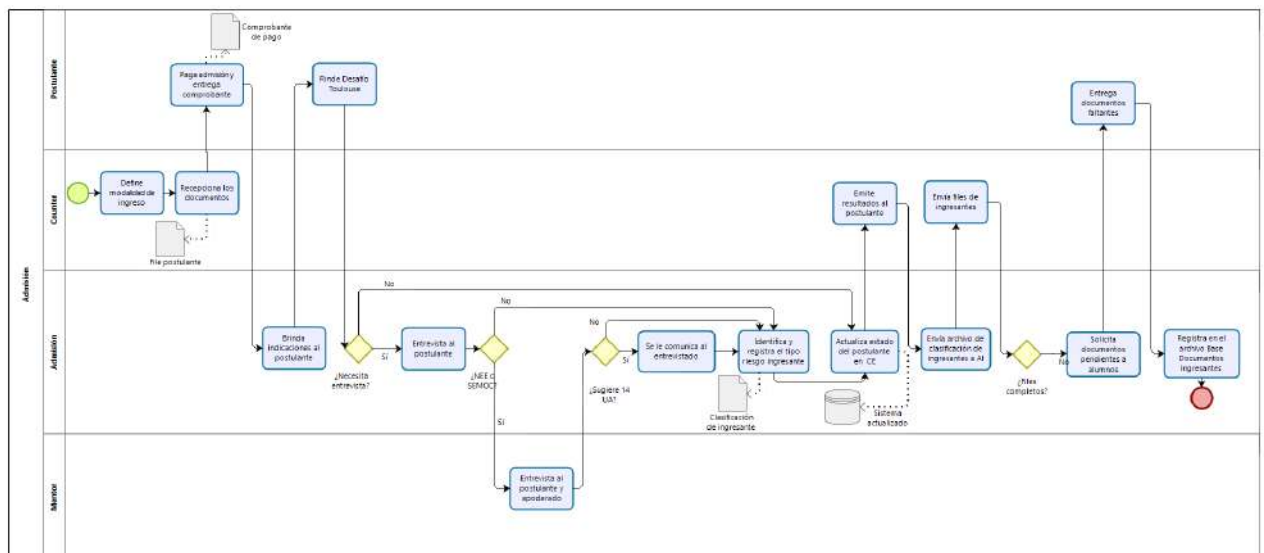 Comprobante
de pago
Postulante
Paga admisión y
entrega
comprobante
Rinde Desafío
Toulouse
Entrega
documentos
faltantes
Counter
Define
modalidad de
ingreso
Recepciona los
documentos
File postulante
Emite
resultados al
postulante
Envía files de
ingresantes
Admisión
Admisión
No
No
No
Brinda
indicaciones al
postulante
¿Necesita
entrevista?
Sí
Entrevista al
postulante
¿NEE o
SEMOC?
Sí
¿Sugiere 14
UA?
Sí
Se le comunica al
entrevistado
Identifica y
registra el tipo
riesgo ingresante
Clasificación
de ingresante
Actualiza estado
del postulante
en CE
Sistema
actualizado
Envía archivo de
clasificación de
ingresantes a AI
¿Files
completos?
No
Solicita
documentos
pendientes a
alumnos
Registra en el
archivo Base
Documentos
ingresantes
Mentor
Entrevista al
postulante y
apoderado